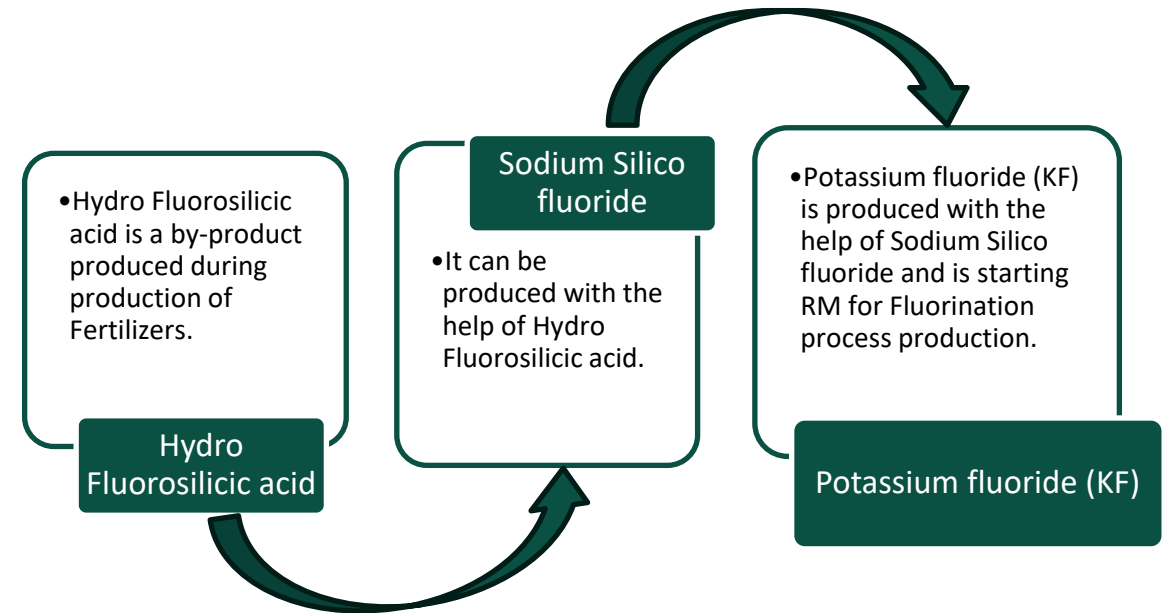 •Hydro Fluorosilicic
acid is a by-product
produced during
production of
Fertilizers.
Hydro
Fluorosilicic acid
Sodium Silico
fluoride
•It can be
produced with the
help of Hydro
Fluorosilicic acid.
•Potassium fluoride (KF)
is produced with the
help of Sodium Silico
fluoride and is starting
RM for Fluorination
process production.
Potassium fluoride (KF)